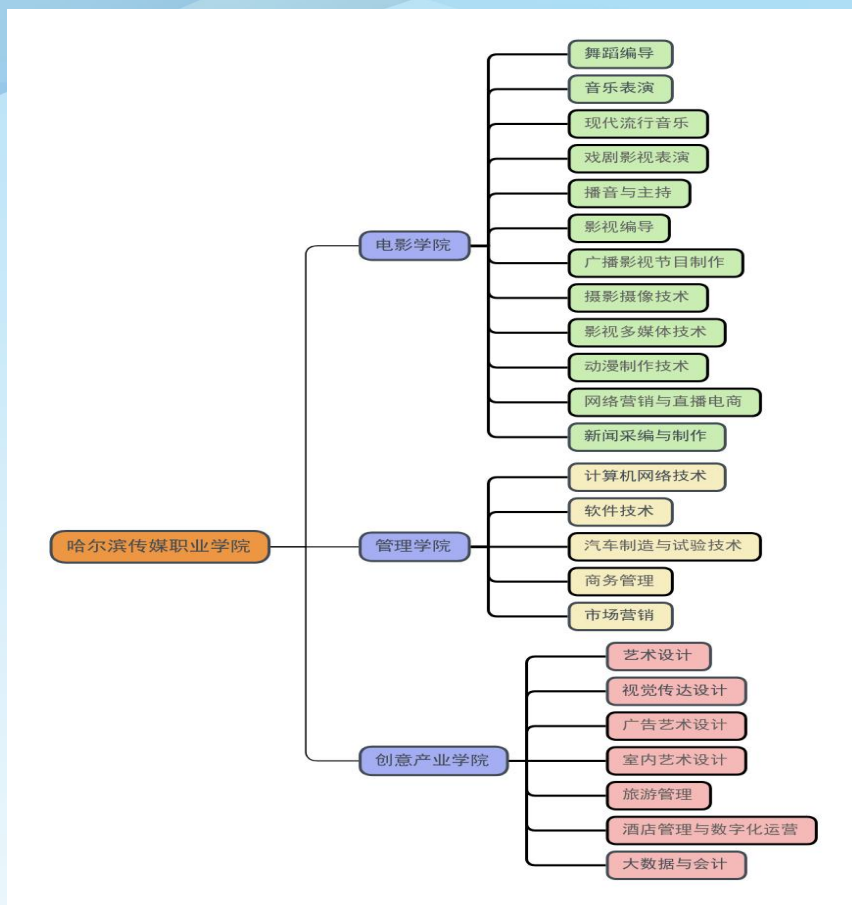 舞蹈编导
音乐表演
现代流行音乐
戏剧影视表演
播音与主持
电影学院
影视编导
广播影视节目制作
摄影摄像技术
影视多媒体技术
动漫制作技术
网络营销与直播电商
新闻采编与制作
计算机网络技术
软件技术
哈尔滨传媒职业学院
管理学院
汽车制造与试验技术
商务管理
市场营销
艺术设计
视觉传达设计
广告艺术设计
创意产业学院
室内艺术设计
旅游管理
酒店管理与数字化运营
大数据与会计